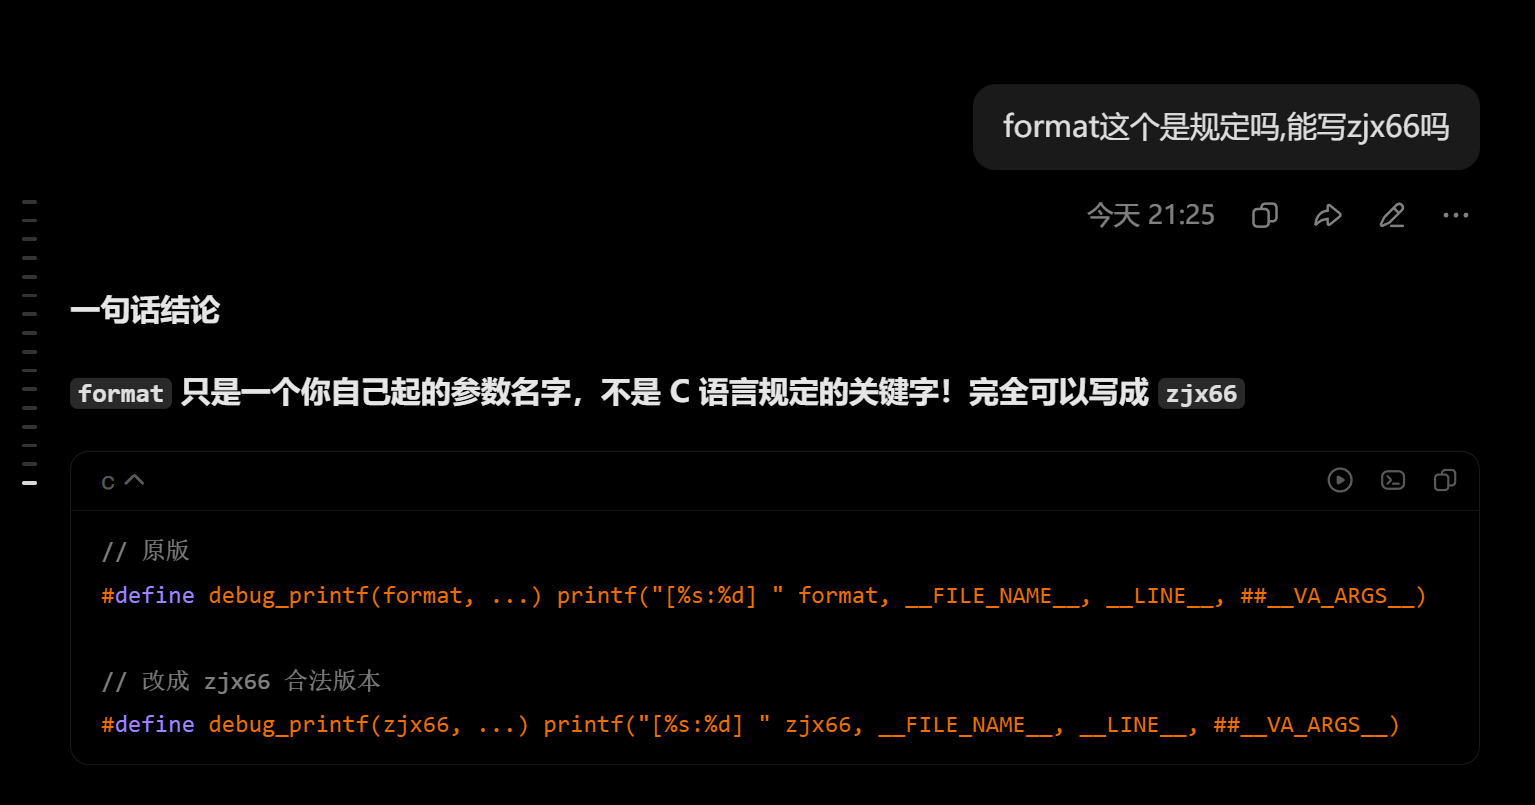 format这个是规定吗,能写zjx66吗
今天 21:25
一句话结论
format 只是一个你自己起的参数名字，不是 C 语言规定的关键字！完全可以写成 zjx66
c
// 原版
#define debug_printf(format, ...) printf("[%s:%d] " format, __FILE_NAME__, __LINE__, ##__VA_ARGS__)
// 改成 zjx66 合法版本
#define debug_printf(zjx66, ...) printf("[%s:%d] " zjx66, __FILE_NAME__, __LINE__, ##__VA_ARGS__)